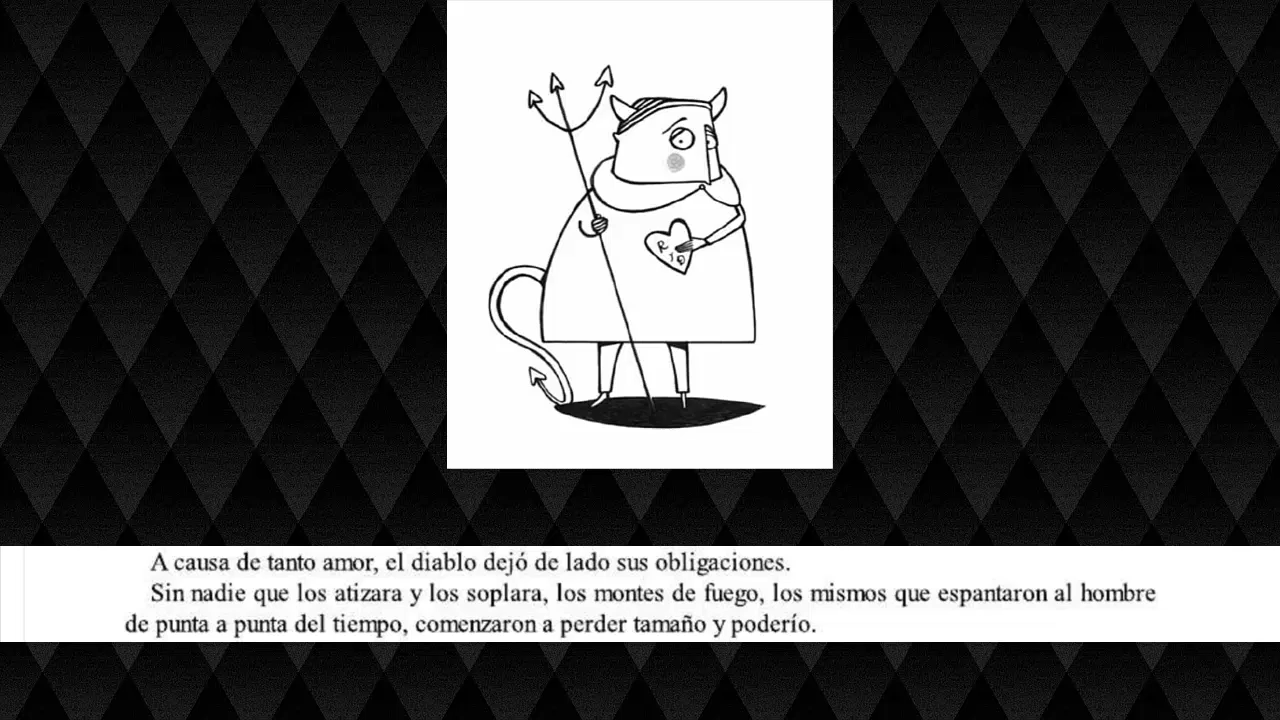 R
J Q
A causa de tanto amor, el diablo dejó de lado sus obligaciones.
Sin nadie que los atizara y los soplara, los montes de fuego, los mismos que espantaron al hombre
de punta a punta del tiempo, comenzaron a perder tamaño y poderío.